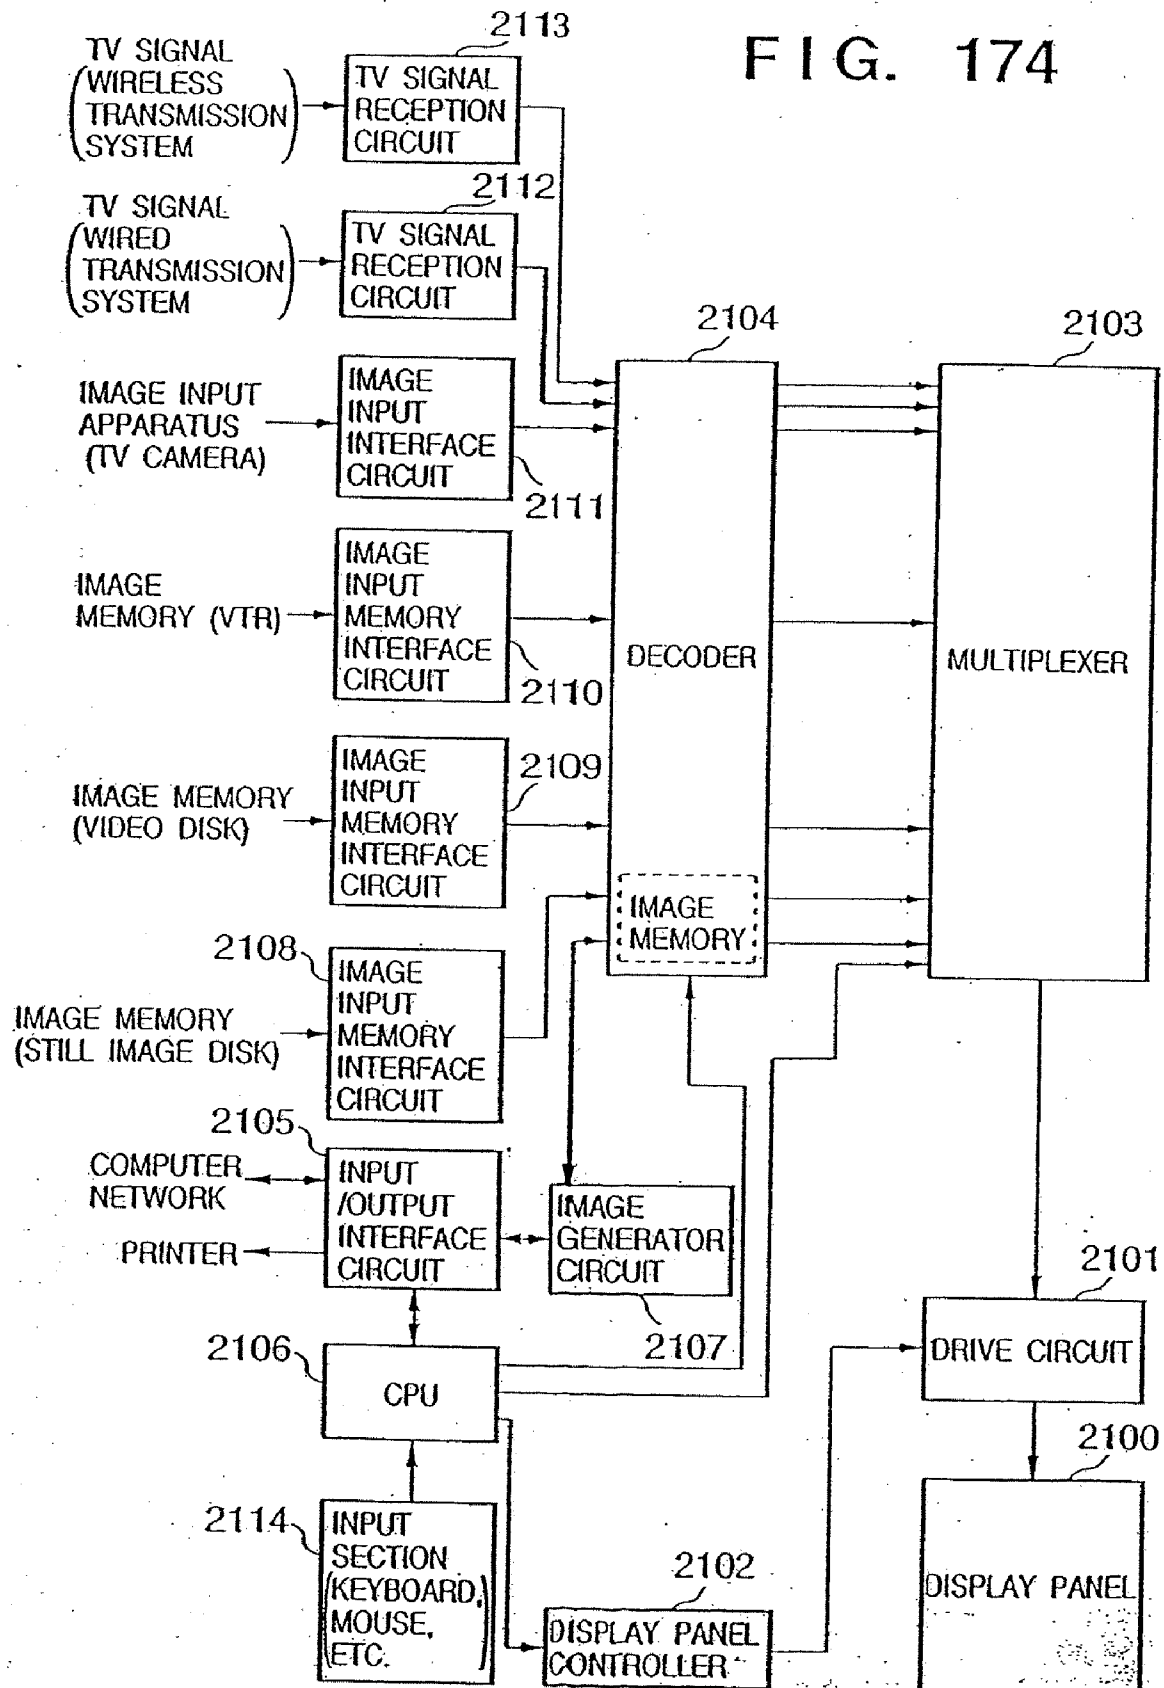 FIG. 174
2113
TV SIGNAL
(WIRELESS
TRANSMISSION
SYSTEM)
TV SIGNAL
RECEPTION
CIRCUIT
2112
TV SIGNAL
(WIRED
TRANSMISSION
SYSTEM)
TV SIGNAL
RECEPTION
CIRCUIT
2104
2103
IMAGE INPUT
APPARATUS
(TV CAMERA)
IMAGE
INPUT
INTERFACE
CIRCUIT
2111
IMAGE
MEMORY (VTR)
IMAGE
INPUT
MEMORY
INTERFACE
CIRCUIT
2110
DECODER
MULTIPLEXER
IMAGE MEMORY
(VIDEO DISK)
IMAGE
INPUT
MEMORY
INTERFACE
CIRCUIT
2109
IMAGE
MEMORY
2108
IMAGE MEMORY
(STILL IMAGE DISK)
IMAGE
INPUT
MEMORY
INTERFACE
CIRCUIT
2105
COMPUTER
NETWORK
PRINTER
INPUT
/OUTPUT
INTERFACE
CIRCUIT
IMAGE
GENERATOR
CIRCUIT
2107
2101
DRIVE CIRCUIT
2106
CPU
2100
DISPLAY PANEL
2114
INPUT
SECTION
(KEYBOARD,
MOUSE,
ETC.)
2102
DISPLAY PANEL
CONTROLLER